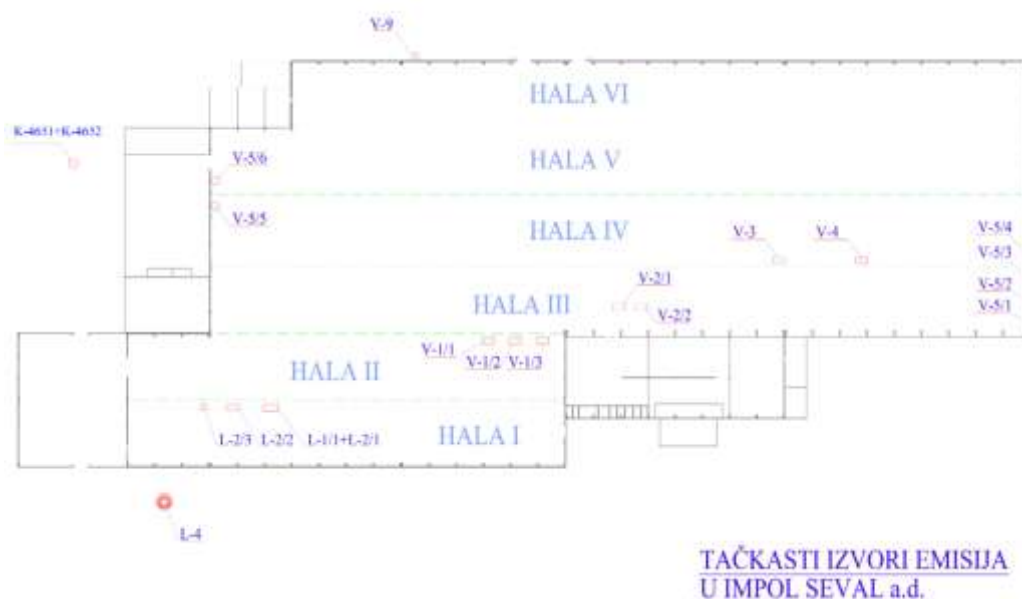 V-9
HALA VI
K-4651+K-4652
HALA V
V-5/6
V-5/5
HALA IV
V-3
V-4
V-5/4
V-5/3
V-2/1
V-5/2
HALA III
V-5/1
V-2/2
V-1/1
V-1/2
V-1/3
HALA II
L-2/3
L-2/2
L-1/1+L-2/1
HALA I
L-4
TAČKASTI IZVORI EMISIJA
U IMPOL SEVAL a.d.